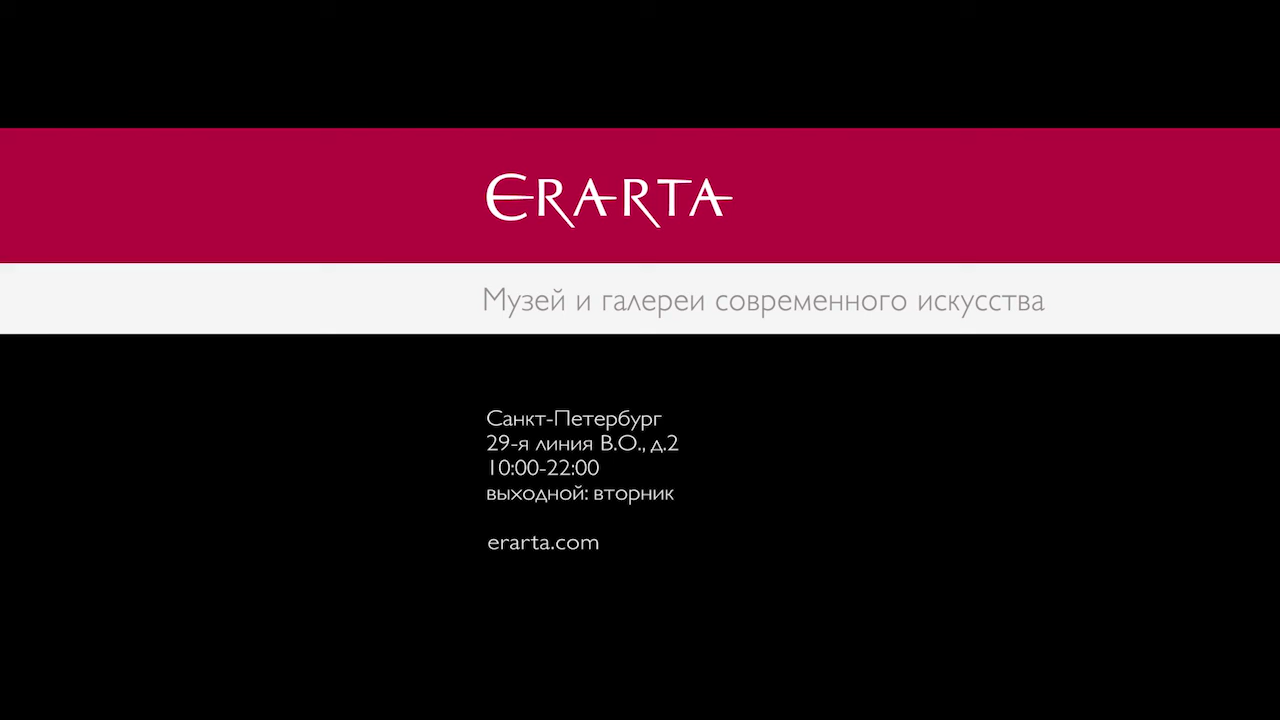 ERARTA
Музей и галереи современного искусства
Санкт-Петербург
29-я линия В.О., д.2
10:00-22:00
выходной: вторник
erarta.com